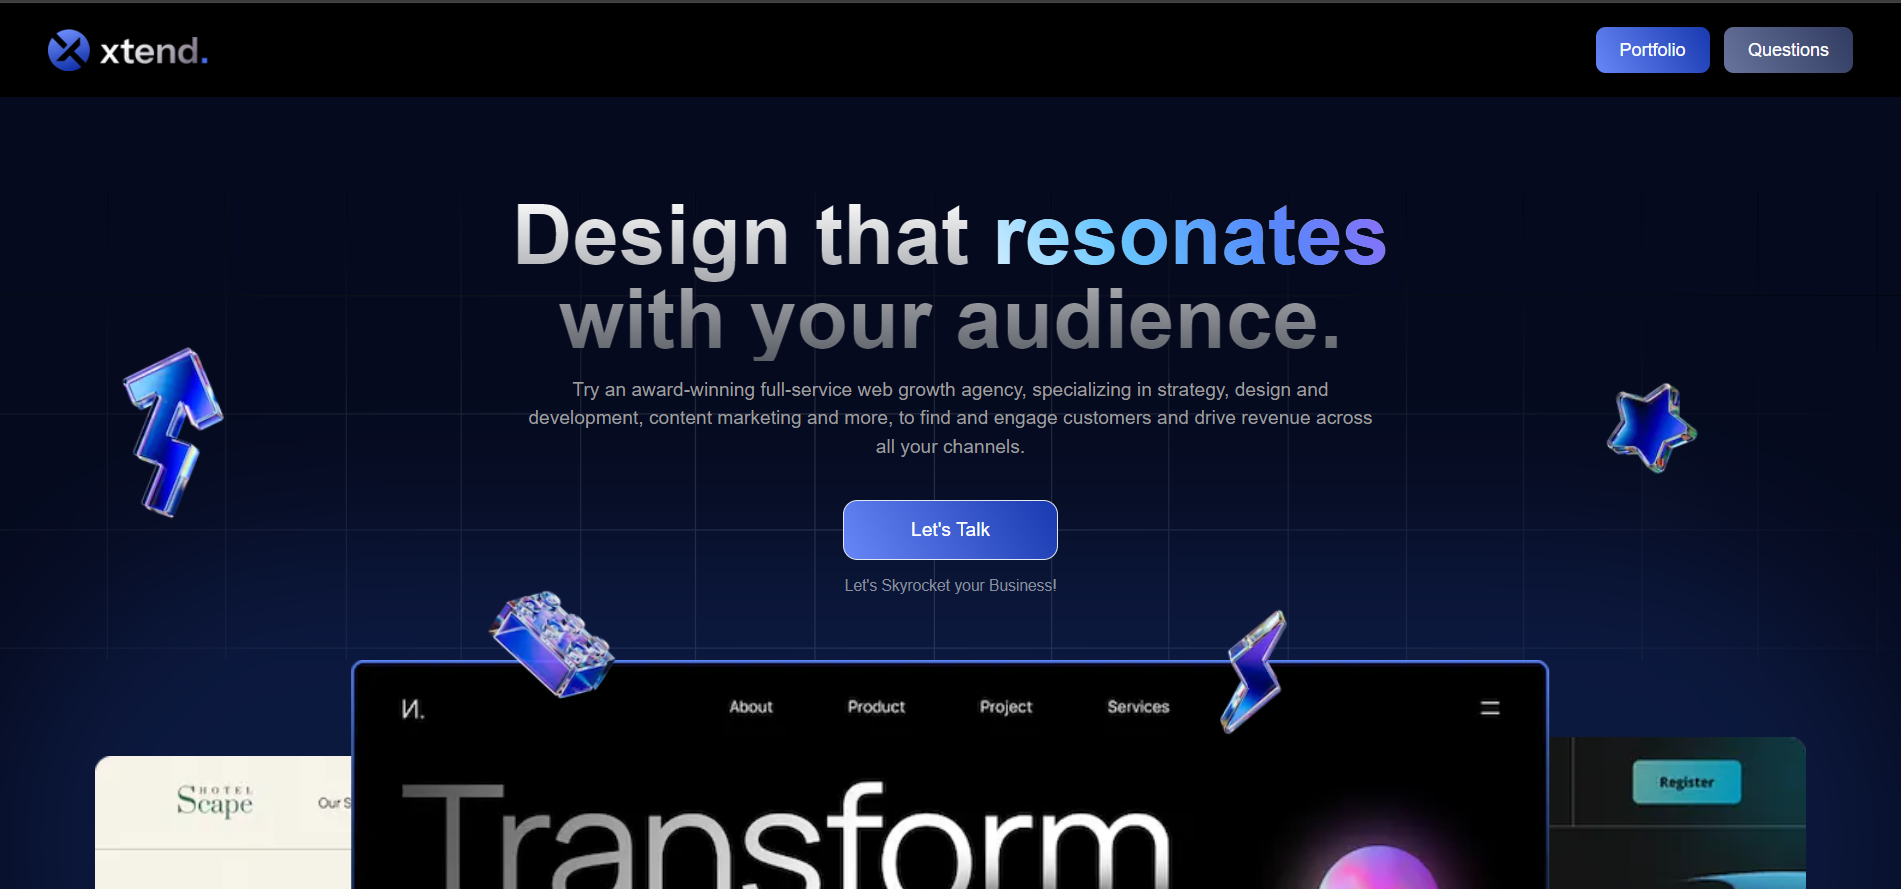 xtend.
Portfolio
Questions
Design that resonates
with your audience.
Try an award-winning full-service web growth agency, specializing in strategy, design and
development, content marketing and more, to find and engage customers and drive revenue across
all your channels.
Let's Talk
Let's Skyrocket your Business!
И.
About
Product
Project
Services
Transform
HOTEL
Scape
Our S
Register